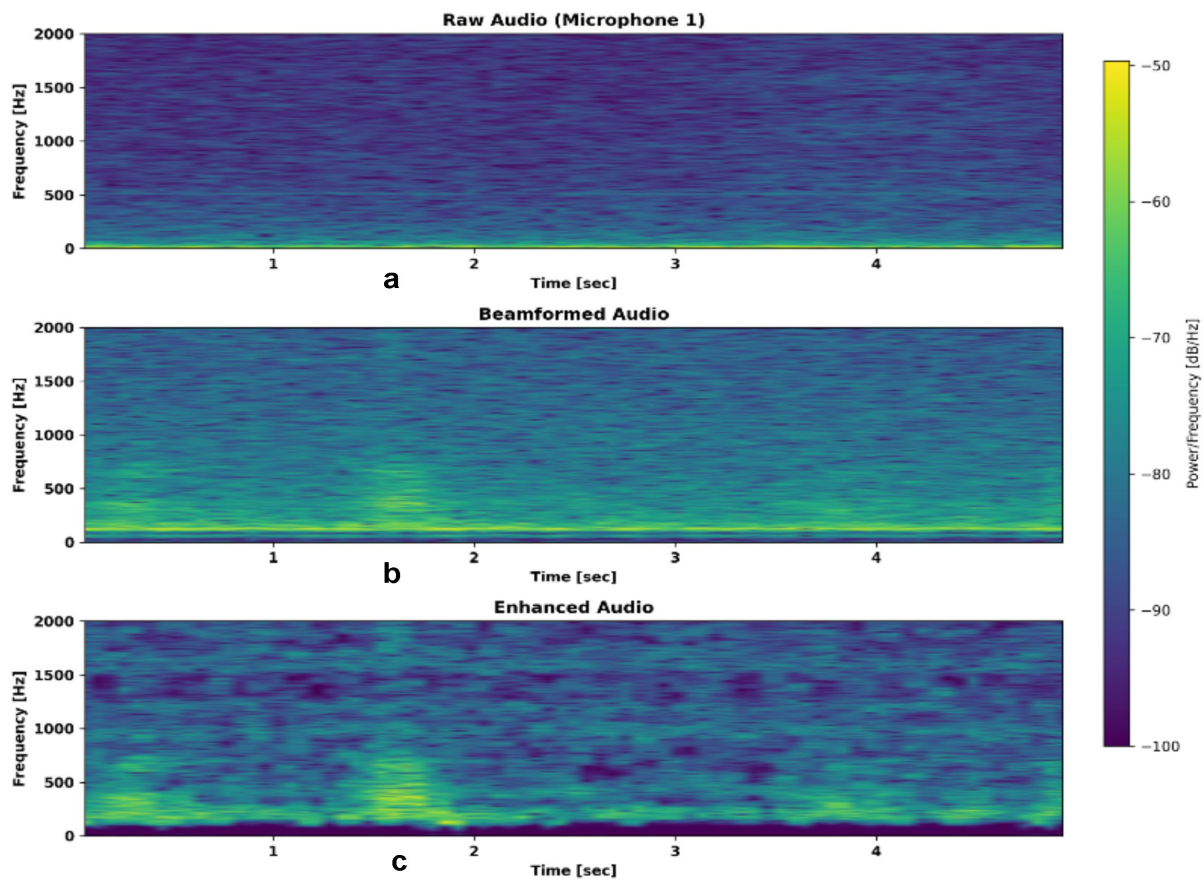 Raw Audio (Microphone 1)
2000
1500
1000
500
0
Frequency [Hz]
1 2 3 4
Time [sec]
a
Beamformed Audio
2000
1500
1000
500
0
Frequency [Hz]
1 2 3 4
Time [sec]
b
Enhanced Audio
2000
1500
1000
500
0
Frequency [Hz]
1 2 3 4
Time [sec]
c
−50
−60
−70
−80
−90
−100
Power/Frequency [dB/Hz]